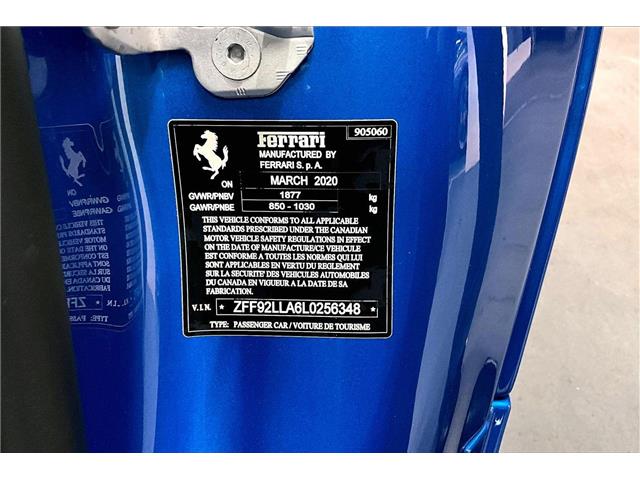 Ferrari 905060
MANUFACTURED BY
FERRARI S.p.A.
ON MARCH 2020
GVWR/PNBV 1877 kg
GAWR/PNBE 850 - 1030 kg
THIS VEHICLE CONFORMS TO ALL APPLICABLE
STANDARDS PRESCRIBED UNDER THE CANADIAN
MOTOR VEHICLE SAFETY REGULATIONS IN EFFECT
ON THE DATE OF MANUFACTURE/CE VEHICULE
EST CONFORME A TOUTES LES NORMES QUI LUI
SONT APPLICABLES EN VERTU DU REGLEMENT
SUR LA SECURITE' DES VEHICULES AUTOMOBILES
DU CANADA EN VIGUEUR A LA DATE DE SA
FABRICATION.
V.I.N. *ZFF92LLA6L0256348*
TYPE: PASSENGER CAR / VOITURE DE TOURISME